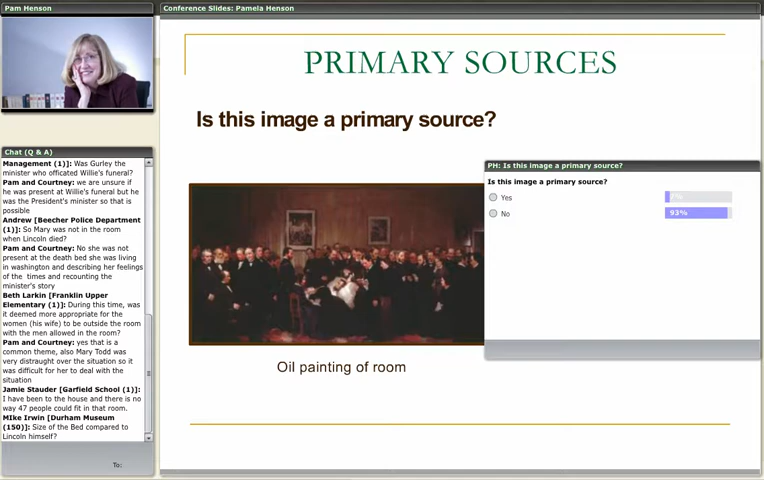 Pam Henson
Conference Slides: Pamela Henson
PRIMARY SOURCES
Is this image a primary source?
Oil painting of room
PH: Is this image a primary source?
Is this image a primary source?
Yes
7%
No
93%
Chat (Q & A)
Management (1)]: Was Gurley the
minister who officated Willie's funeral?
Pam and Courtney: we are unsure if
he was present at Willie's funeral but he
was the President's minister so that is
possible
Andrew [Beecher Police Department
(1)]: So Mary was not in the room
when Lincoln died?
Pam and Courtney: No she was not
present at the death bed she was living
in washington and describing her feelings
of the times and recounting the
minister's story
Beth Larkin [Franklin Upper
Elementary (1)]: During this time, was
it deemed more appropriate for the
women (his wife) to be outside the room
with the men allowed in the room?
Pam and Courtney: yes that is a
common theme, also Mary Todd was
very distraught over the situation so it
was difficult for her to deal with the
situation
Jamie Stauder [Garfield School (1)]:
I have been to the house and there is no
way 47 people could fit in that room.
MIke Irwin [Durham Museum
(150)]: Size of the Bed compared to
Lincoln himself?
To: